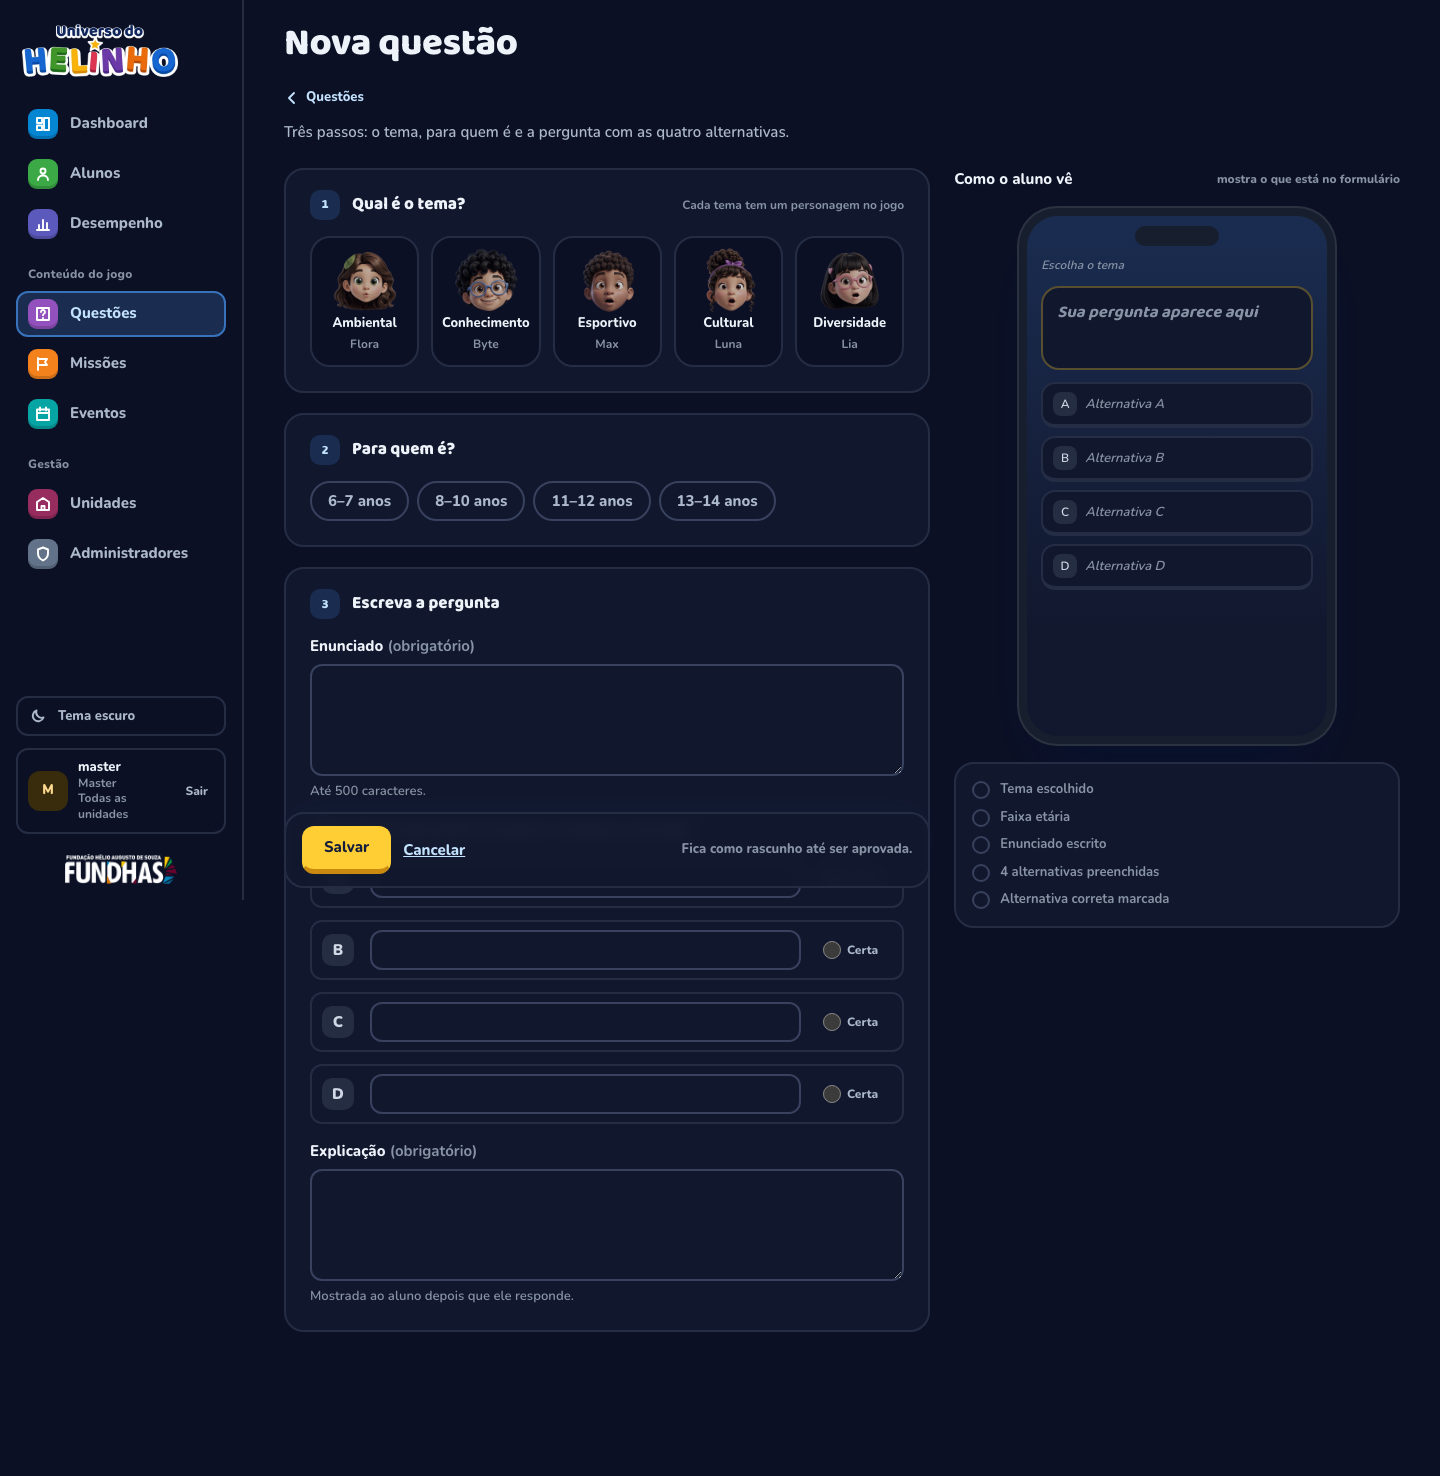 Universo do
HELINHO
Dashboard
Alunos
Desempenho
Conteúdo do jogo
Questões
Missões
Eventos
Gestão
Unidades
Administradores
Tema escuro
M
master
Master
Todas as
unidades
Sair
FUNDAÇÃO HÉLIO AUGUSTO DE SOUZA
FUNDHAS
Nova questão
Questões
Três passos: o tema, para quem é e a pergunta com as quatro alternativas.
1
Qual é o tema?
Cada tema tem um personagem no jogo
Ambiental
Flora
Conhecimento
Byte
Esportivo
Max
Cultural
Luna
Diversidade
Lia
2
Para quem é?
6–7 anos
8–10 anos
11–12 anos
13–14 anos
3
Escreva a pergunta
Enunciado (obrigatório)
Até 500 caracteres.
Salvar
Cancelar
Fica como rascunho até ser aprovada.
B
Certa
C
Certa
D
Certa
Explicação (obrigatório)
Mostrada ao aluno depois que ele responde.
Como o aluno vê
mostra o que está no formulário
Escolha o tema
Sua pergunta aparece aqui
A
Alternativa A
B
Alternativa B
C
Alternativa C
D
Alternativa D
Tema escolhido
Faixa etária
Enunciado escrito
4 alternativas preenchidas
Alternativa correta marcada